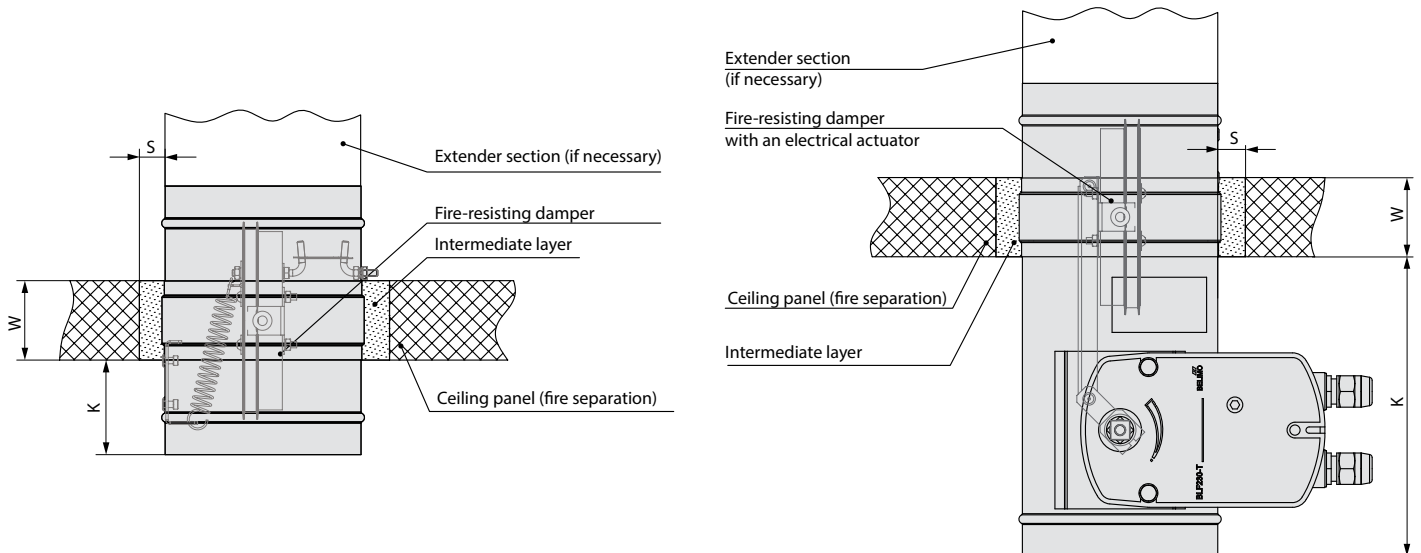 S
Extender section (if necessary)
Fire-resisting damper
Intermediate layer
W
K
Ceiling panel (fire separation)
Extender section
(if necessary)
Fire-resisting damper
with an electrical actuator
S
W
Ceiling panel (fire separation)
Intermediate layer
K
BELIMO
BLF230-T